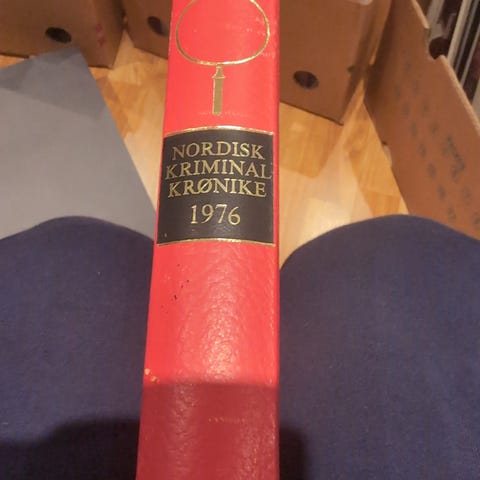 NORDISK
KRIMINAL
KRØNIKE
1976